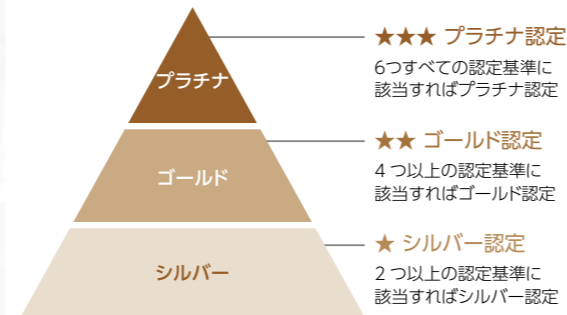 プラチナ
★★★ プラチナ認定
6つすべての認定基準に
該当すればプラチナ認定
ゴールド
★★ ゴールド認定
4つ以上の認定基準に
該当すればゴールド認定
シルバー
★ シルバー認定
2つ以上の認定基準に
該当すればシルバー認定